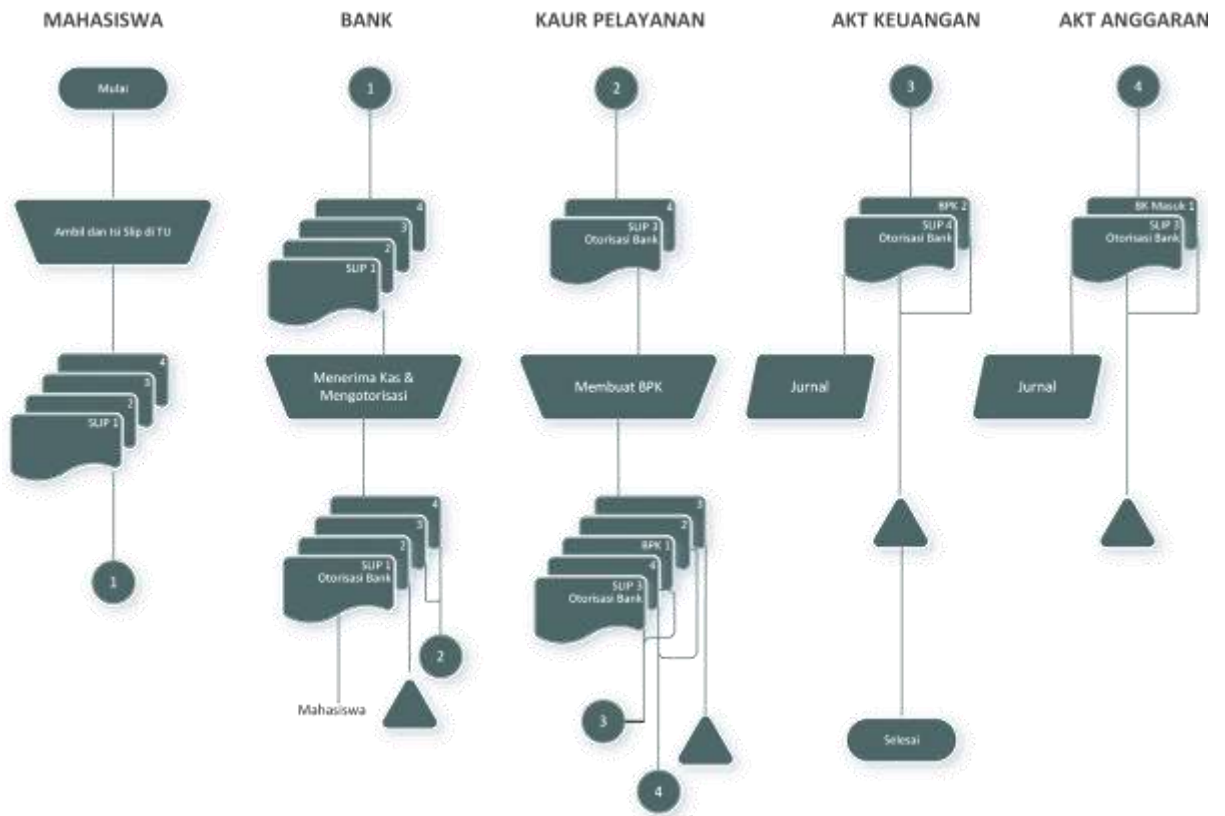 MAHASISWA
BANK
KAUR PELAYANAN
AKT KEUANGAN
AKT ANGGARAN
Mulai
1
2
3
4
Ambil dan Isi Slip di TU
4
3
2
SLIP 1
4
SLIP 3
Otorisasi Bank
BPK 2
SLIP 4
Otorisasi Bank
BK Masuk 1
SLIP 3
Otorisasi Bank
4
3
2
SLIP 1
Menerima Kas &
Mengotorisasi
Membuat BPK
Jurnal
Jurnal
4
3
2
SLIP 1
Otorisasi Bank
3
2
BPK 1
4
SLIP 3
Otorisasi Bank
1
2
Mahasiswa
3
4
Selesai